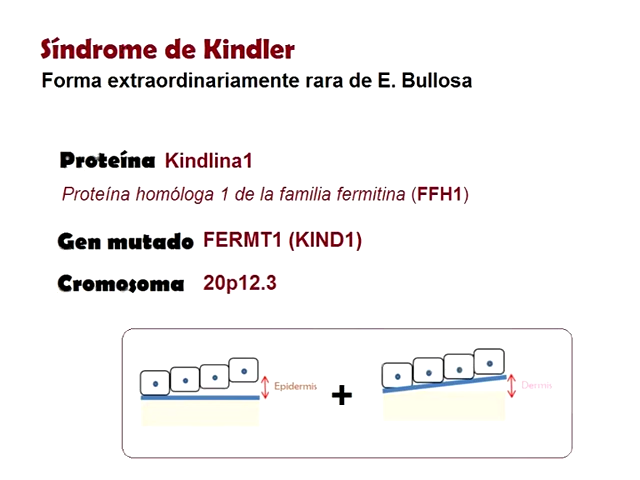 Síndrome de Kindler
Forma extraordinariamente rara de E. Bullosa
Proteína Kindlina1
Proteína homóloga 1 de la familia fermitina (FFH1)
Gen mutado FERMT1 (KIND1)
Cromosoma 20p12.3
Epidermis + Dermis